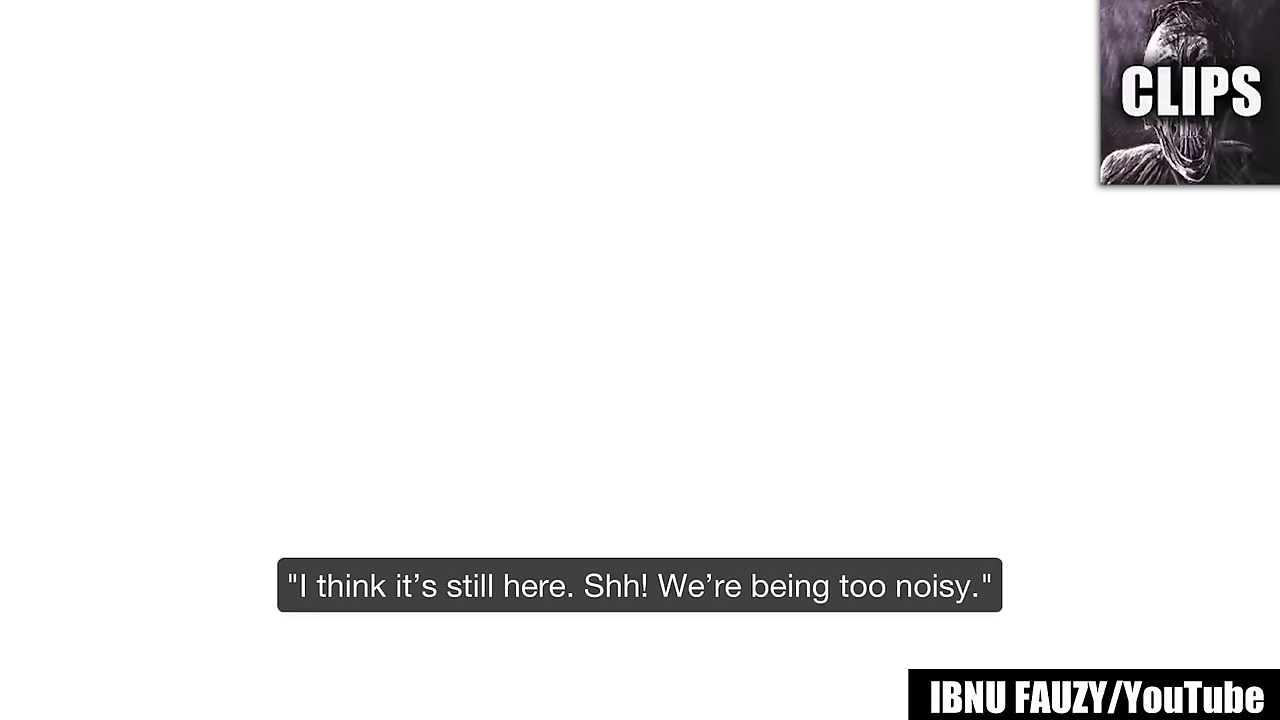 CLIPS
"I think it’s still here. Shh! We’re being too noisy."
IBNU FAUZY/YouTube